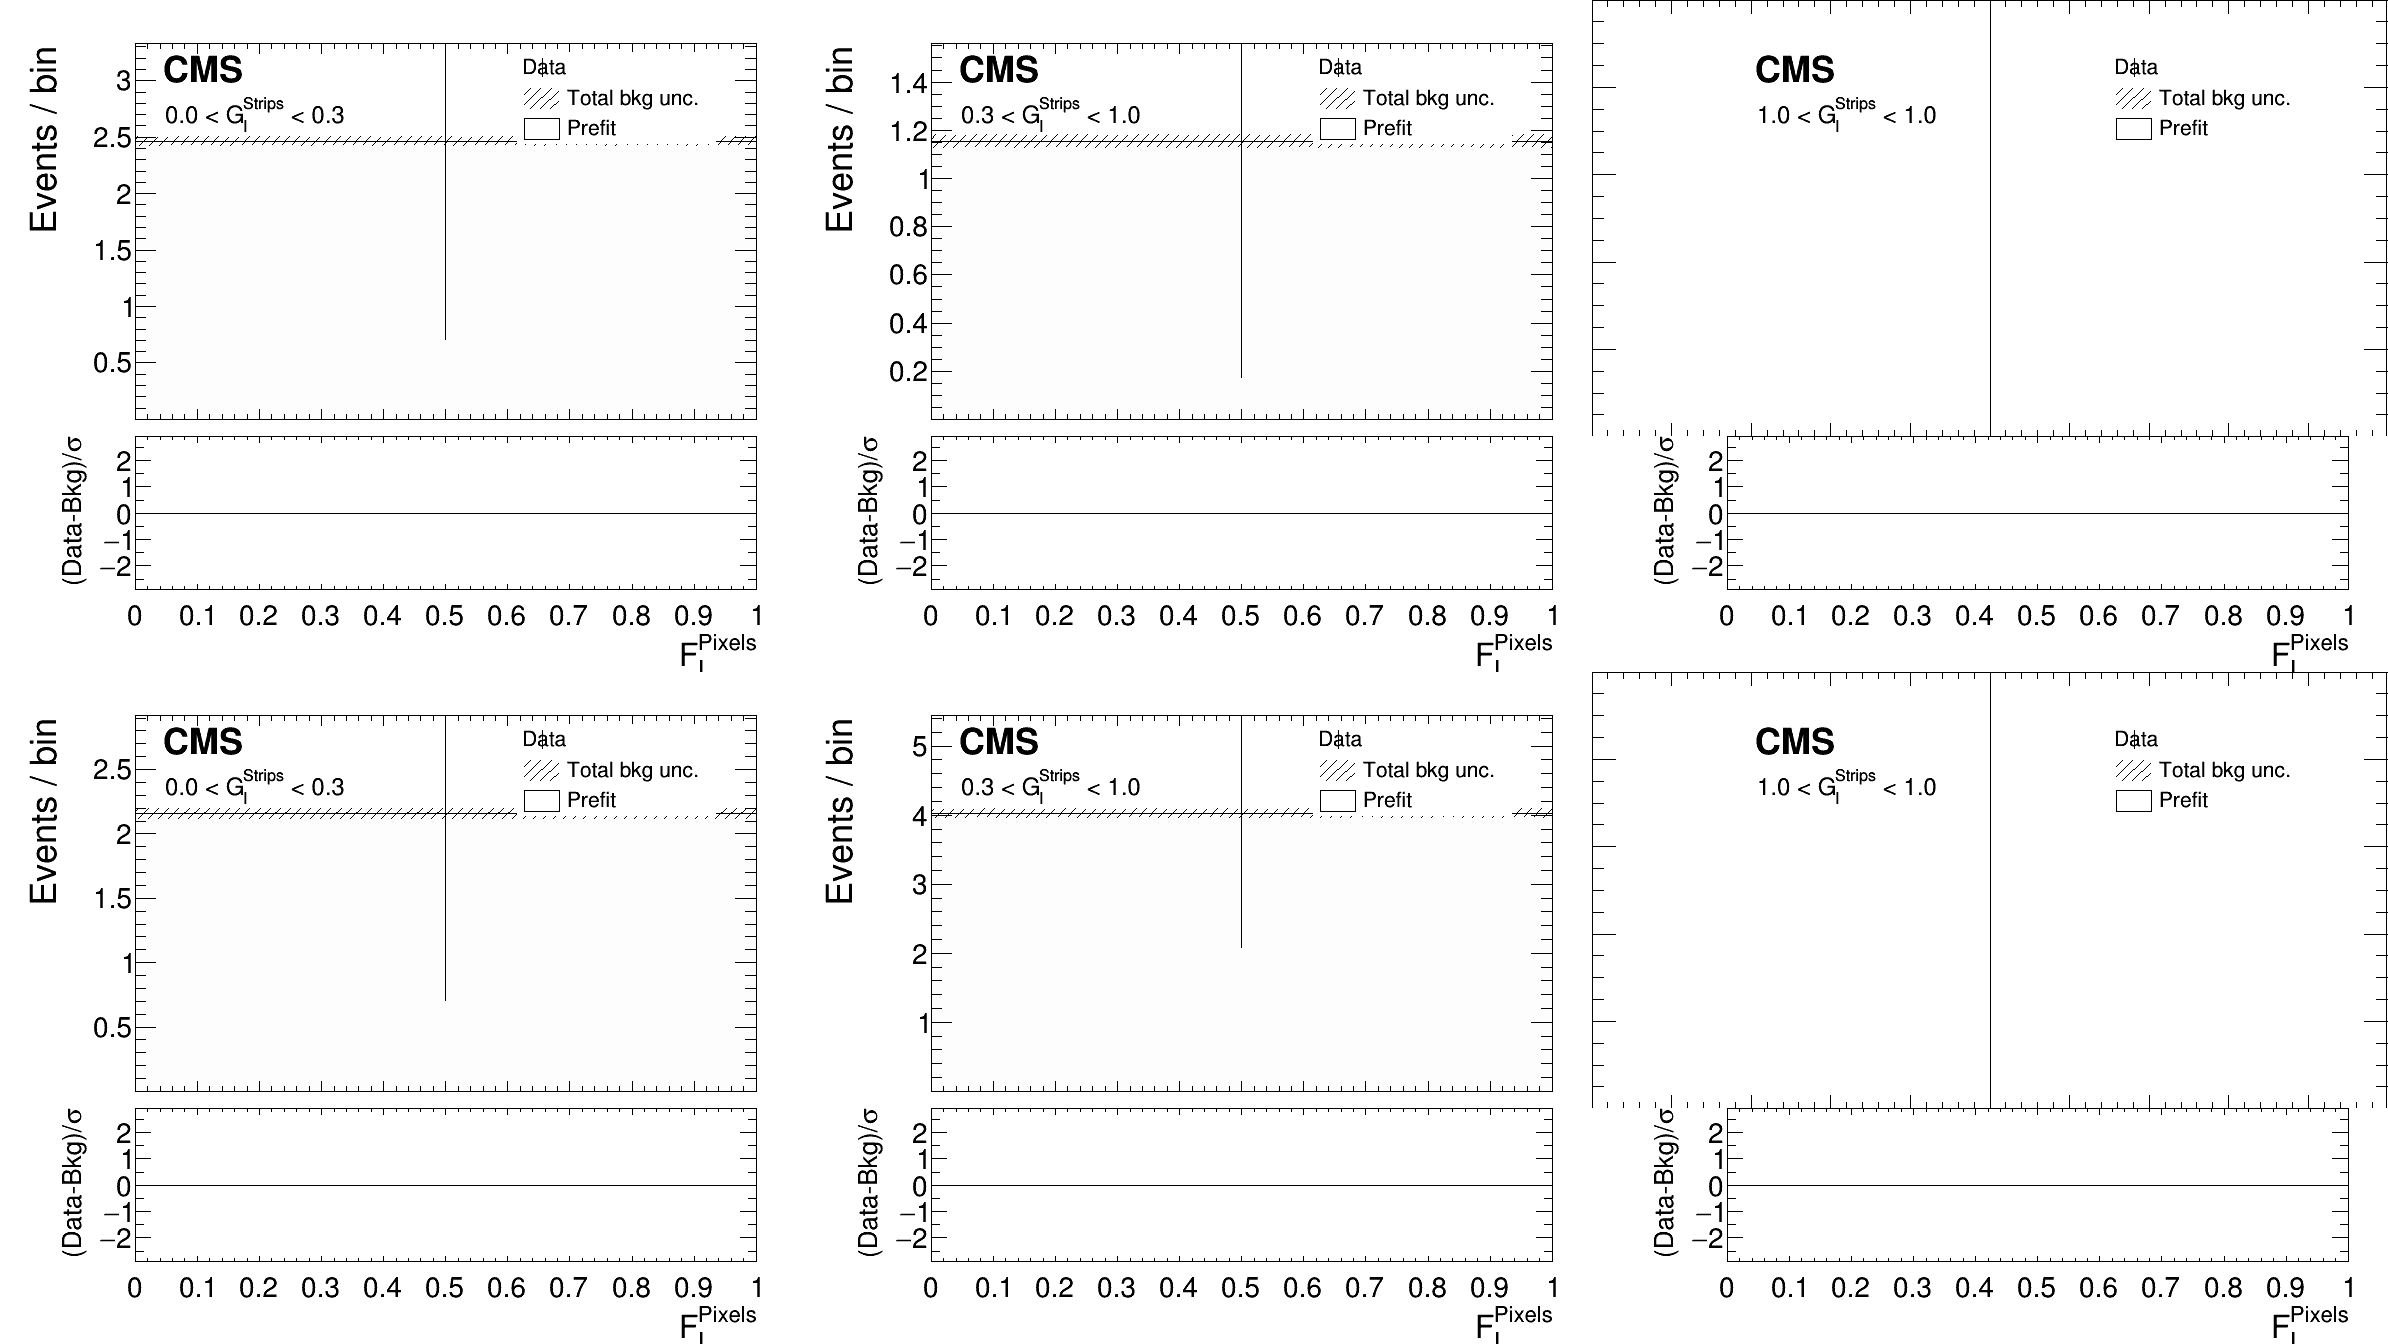 Events / bin
CMS
0.0 < G_I^Strips < 0.3
Data
Total bkg unc.
Prefit
3
2.5
2
1.5
1
0.5
(Data-Bkg)/σ
2
1
0
−1
−2
0 0.1 0.2 0.3 0.4 0.5 0.6 0.7 0.8 0.9 1
F_I^Pixels
Events / bin
CMS
0.3 < G_I^Strips < 1.0
Data
Total bkg unc.
Prefit
1.4
1.2
1
0.8
0.6
0.4
0.2
(Data-Bkg)/σ
2
1
0
−1
−2
0 0.1 0.2 0.3 0.4 0.5 0.6 0.7 0.8 0.9 1
F_I^Pixels
CMS
1.0 < G_I^Strips < 1.0
Data
Total bkg unc.
Prefit
(Data-Bkg)/σ
2
1
0
−1
−2
0 0.1 0.2 0.3 0.4 0.5 0.6 0.7 0.8 0.9 1
F_I^Pixels
Events / bin
CMS
0.0 < G_I^Strips < 0.3
Data
Total bkg unc.
Prefit
2.5
2
1.5
1
0.5
(Data-Bkg)/σ
2
1
0
−1
−2
0 0.1 0.2 0.3 0.4 0.5 0.6 0.7 0.8 0.9 1
F_I^Pixels
Events / bin
CMS
0.3 < G_I^Strips < 1.0
Data
Total bkg unc.
Prefit
5
4
3
2
1
(Data-Bkg)/σ
2
1
0
−1
−2
0 0.1 0.2 0.3 0.4 0.5 0.6 0.7 0.8 0.9 1
F_I^Pixels
CMS
1.0 < G_I^Strips < 1.0
Data
Total bkg unc.
Prefit
(Data-Bkg)/σ
2
1
0
−1
−2
0 0.1 0.2 0.3 0.4 0.5 0.6 0.7 0.8 0.9 1
F_I^Pixels